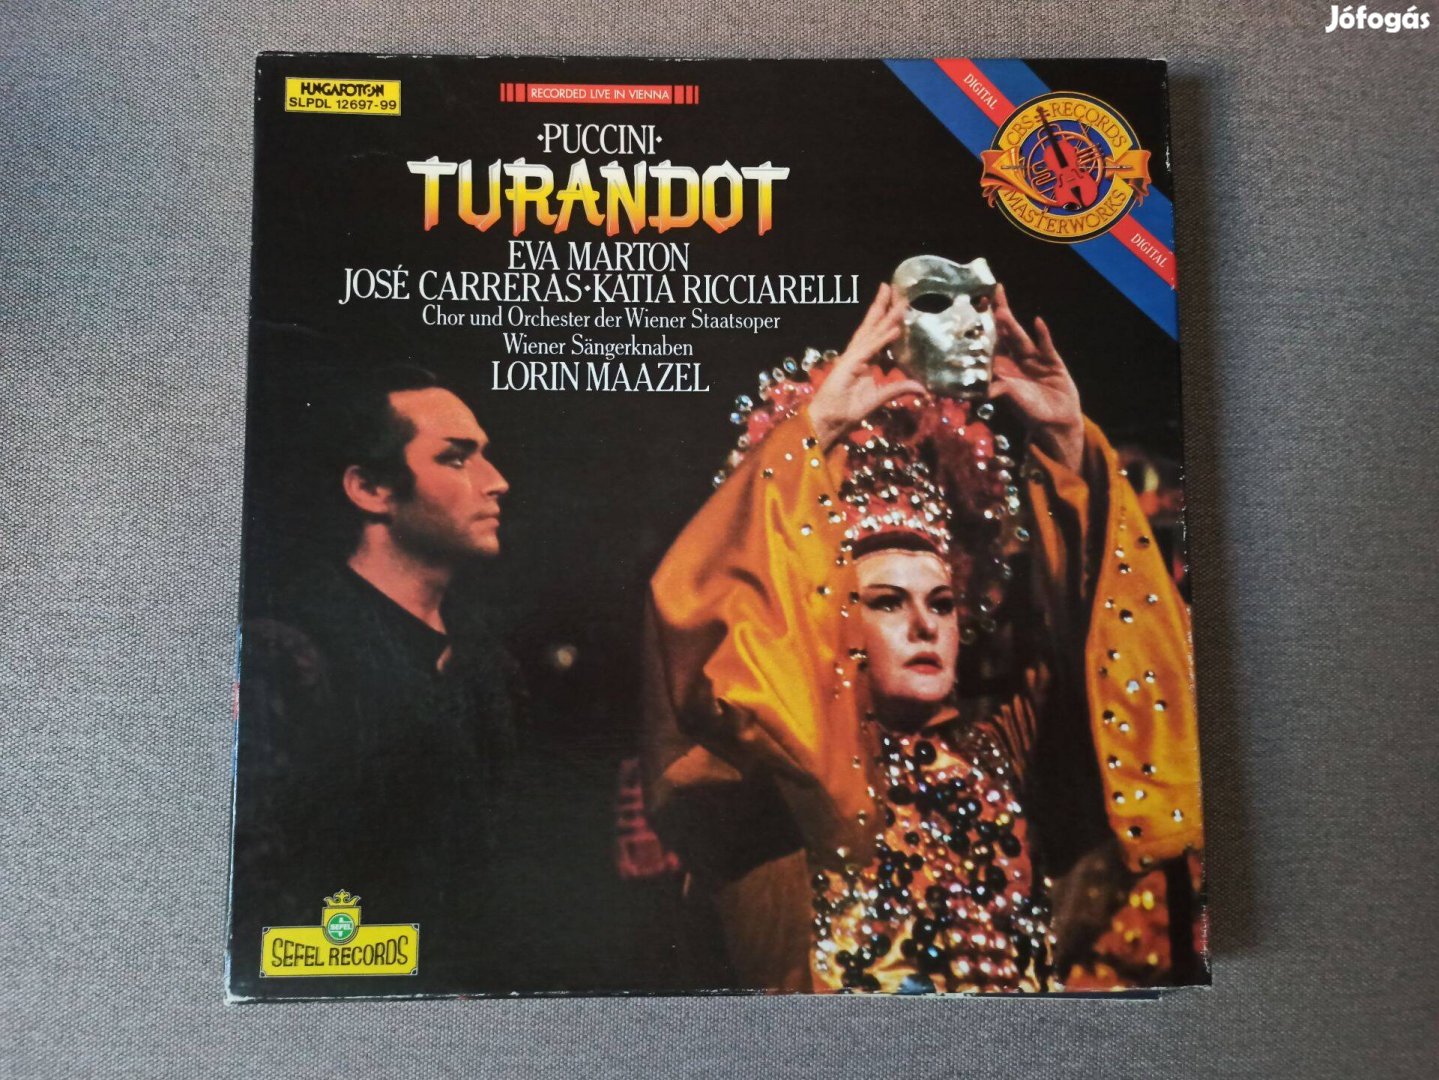 Jófogás
HUNGAROTON
SLPDL 12697-99
RECORDED LIVE IN VIENNA
·PUCCINI·
TURANDOT
EVA MARTON
JOSÉ CARRERAS·KATIA RICCIARELLI
Chor und Orchester der Wiener Staatsoper
Wiener Sängerknaben
LORIN MAAZEL
DIGITAL
CBS RECORDS
MASTERWORKS
DIGITAL
SEFEL
SEFEL RECORDS